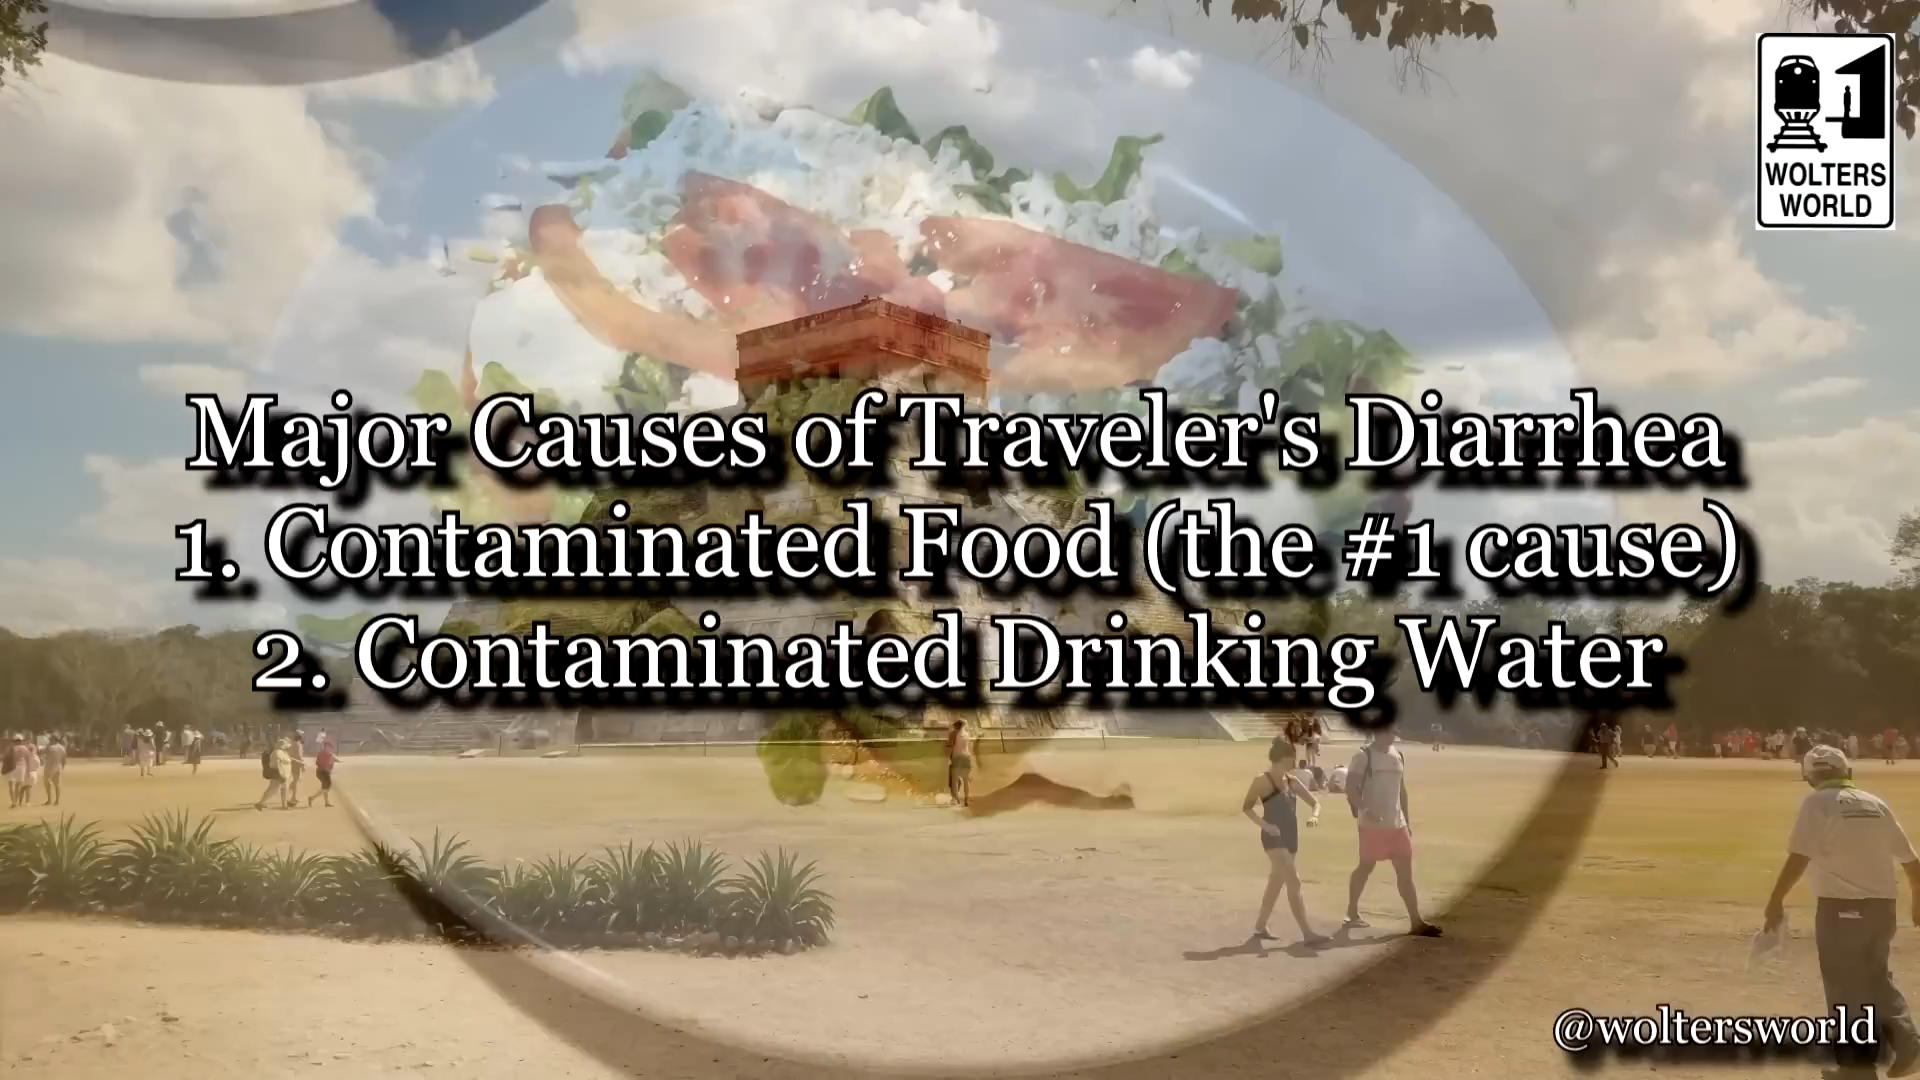 WOLTERS
WORLD
Major Causes of Traveler's Diarrhea
1. Contaminated Food (the #1 cause)
2. Contaminated Drinking Water
@woltersworld